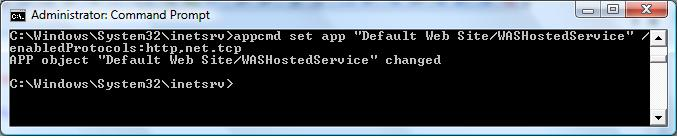 Administrator: Command Prompt
C:\Windows\System32\inetsrv>appcmd set app "Default Web Site/WASHostedService" /
enabledProtocols:http,net.tcp
APP object "Default Web Site/WASHostedService" changed
C:\Windows\System32\inetsrv>